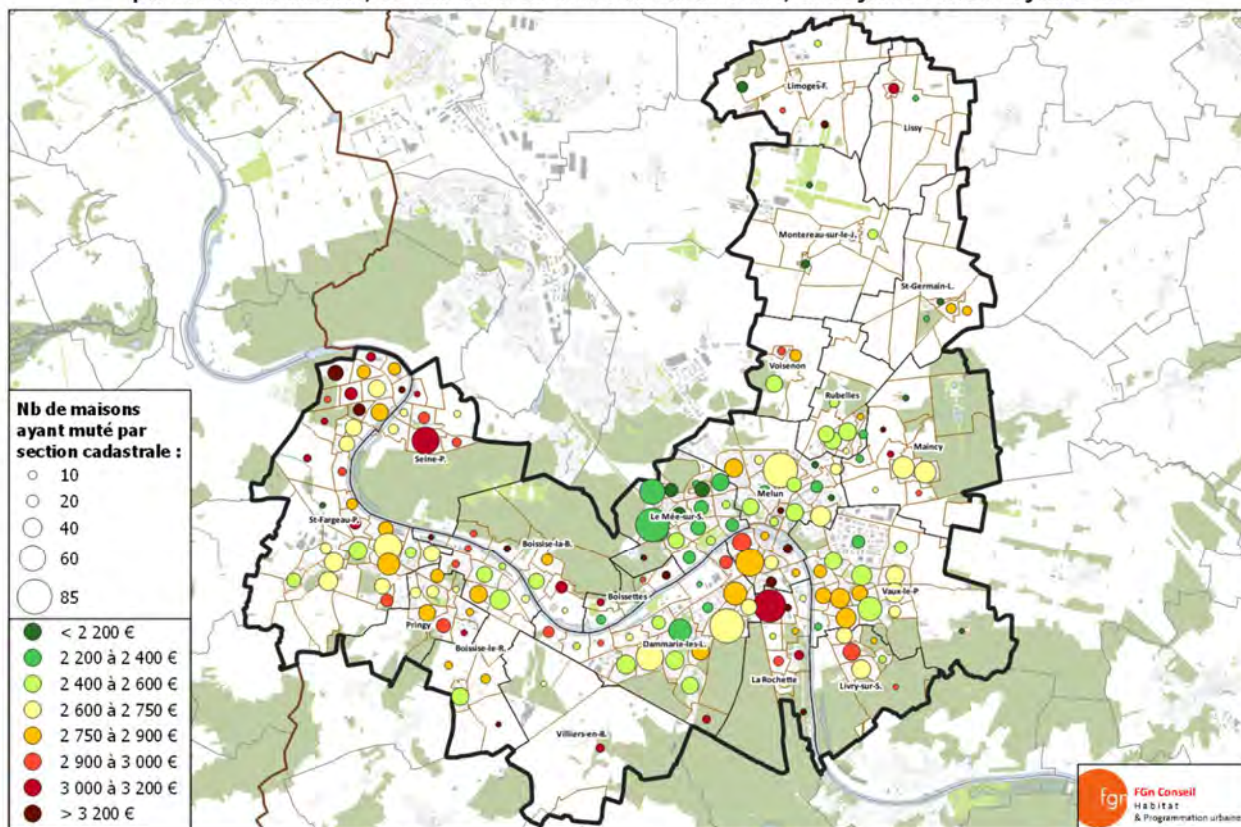 Limoges-F.
Lissy
Montereau-sur-le-J.
St-Germain-L.
Voisenon
Rubelles
Maincy
Seine-P.
Melun
Le Mée-sur-S.
St-Fargeau-P.
Boissise-la-B.
Boissettes
Vaux-le-P
Pringy
Boissise-le-R.
Dammarie-les-L.
La Rochette
Livry-sur-S.
Villiers-en-B.
Nb de maisons
ayant muté par
section cadastrale :
10
20
40
60
85
< 2 200 €
2 200 à 2 400 €
2 400 à 2 600 €
2 600 à 2 750 €
2 750 à 2 900 €
2 900 à 3 000 €
3 000 à 3 200 €
> 3 200 €
fgn
FGn Conseil
Habitat
& Programmation urbaine